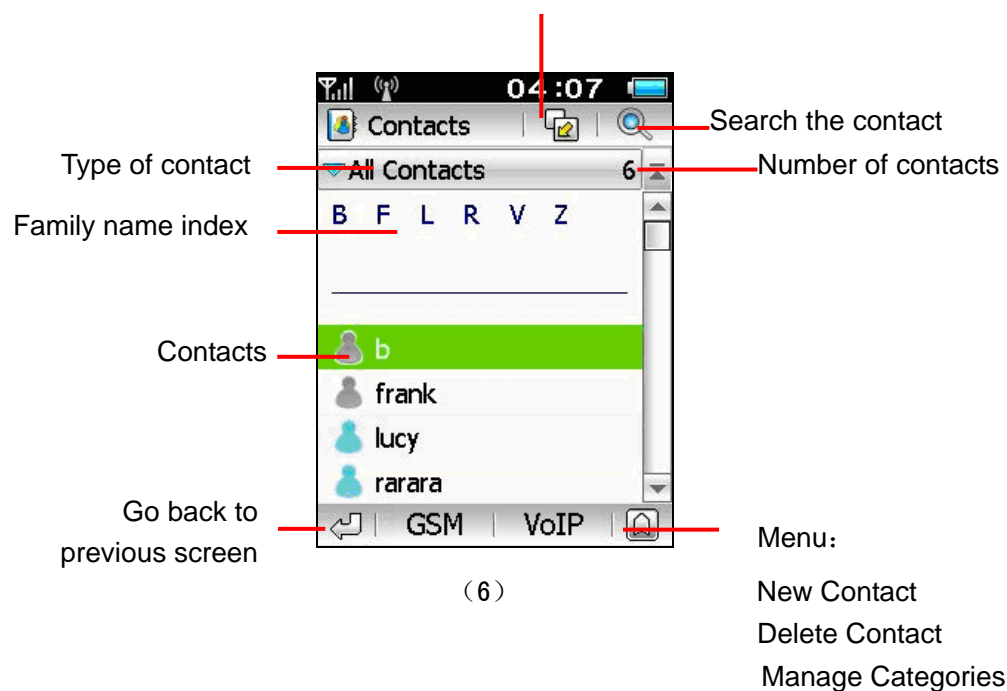 04:07
Contacts
Search the contact
Type of contact
All Contacts
6
Number of contacts
B F L R V Z
Family name index
Contacts
b
frank
lucy
rarara
Go back to
previous screen
GSM
VoIP
Menu：
（6）
New Contact
Delete Contact
Manage Categories